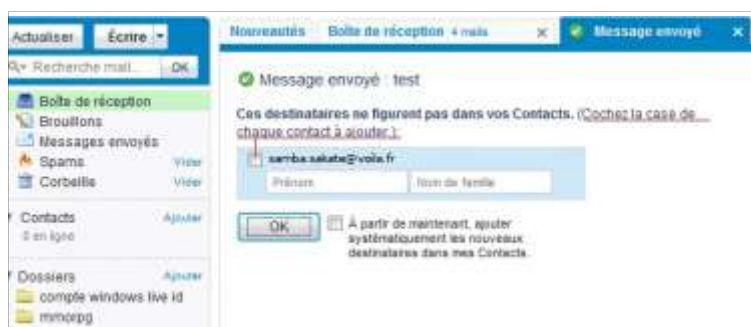 Actualiser Écrire
Recherche mail... OK
Boîte de réception
Brouillons
Messages envoyés
Spams Vider
Corbeille Vider
Contacts Ajouter
0 en ligne
Dossiers Ajouter
compte windows live id
mmorpg
Nouveautés Boîte de réception 4 mails Message envoyé
Message envoyé : test
Ces destinataires ne figurent pas dans vos Contacts. (Cochez la case de
chaque contact à ajouter.):
samba.sakate@voila.fr
Prénom Nom de famille
OK À partir de maintenant, ajouter
systématiquement les nouveaux
destinataires dans mes Contacts.